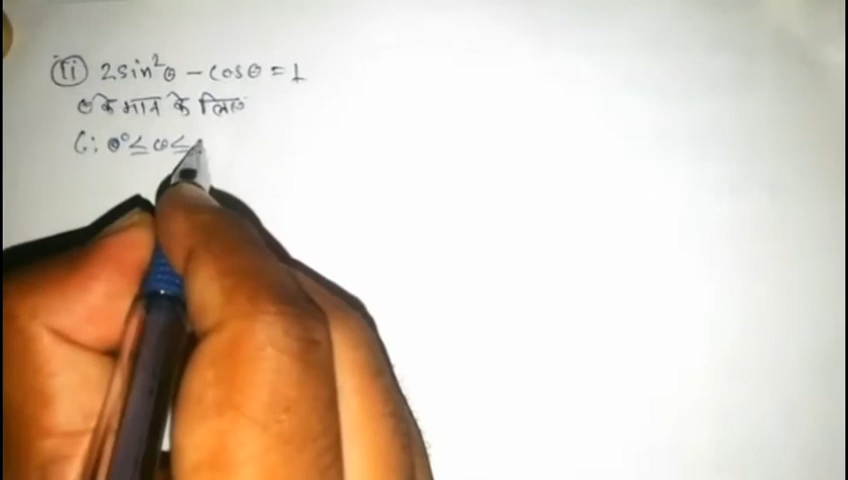 (ii) 2sin²θ − cosθ = 1
θ के मान के लिए
(∵ 0° ≤ θ ≤